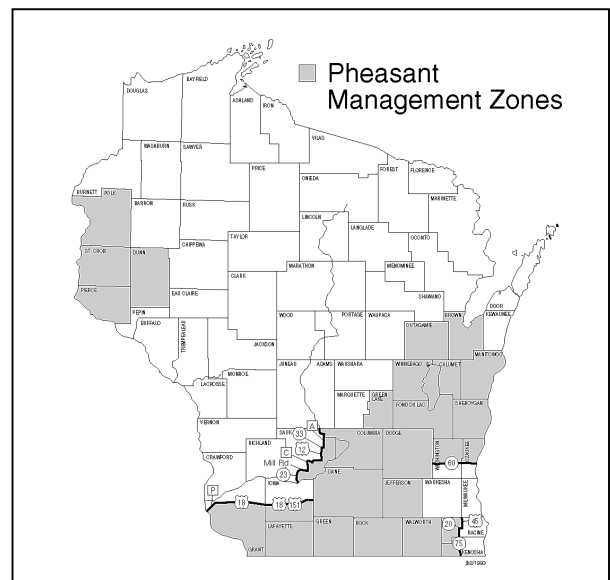 Pheasant
Management Zones
DOUGLAS
BAYFIELD
ASHLAND
IRON
VILAS
WASHBURN
SAWYER
PRICE
ONEIDA
FOREST
FLORENCE
MARINETTE
BURNETT
POLK
BARRON
RUSK
LINCOLN
LANGLADE
OCONTO
TAYLOR
CHIPPEWA
ST. CROIX
DUNN
MARATHON
MENOMINEE
CLARK
SHAWANO
PIERCE
EAU CLAIRE
PEPIN
BUFFALO
TREMPEALEAU
JACKSON
WOOD
PORTAGE
WAUPACA
OUTAGAMIE
BROWN
DOOR
KEWAUNEE
MANITOWOC
JUNEAU
ADAMS
WAUSHARA
WINNEBAGO
CALUMET
MONROE
LACROSSE
MARQUETTE
GREEN
LAKE
FOND DU LAC
SHEBOYGAN
VERNON
SAUK
A
33
COLUMBIA
DODGE
WASHINGTON
OZAUKEE
RICHLAND
12
C
Mill Rd
23
60
CRAWFORD
IOWA
DANE
JEFFERSON
WAUKESHA
MILWAUKEE
P
18
18
151
LAFAYETTE
GREEN
ROCK
WALWORTH
20
45
RACINE
75
GRANT
KENOSHA